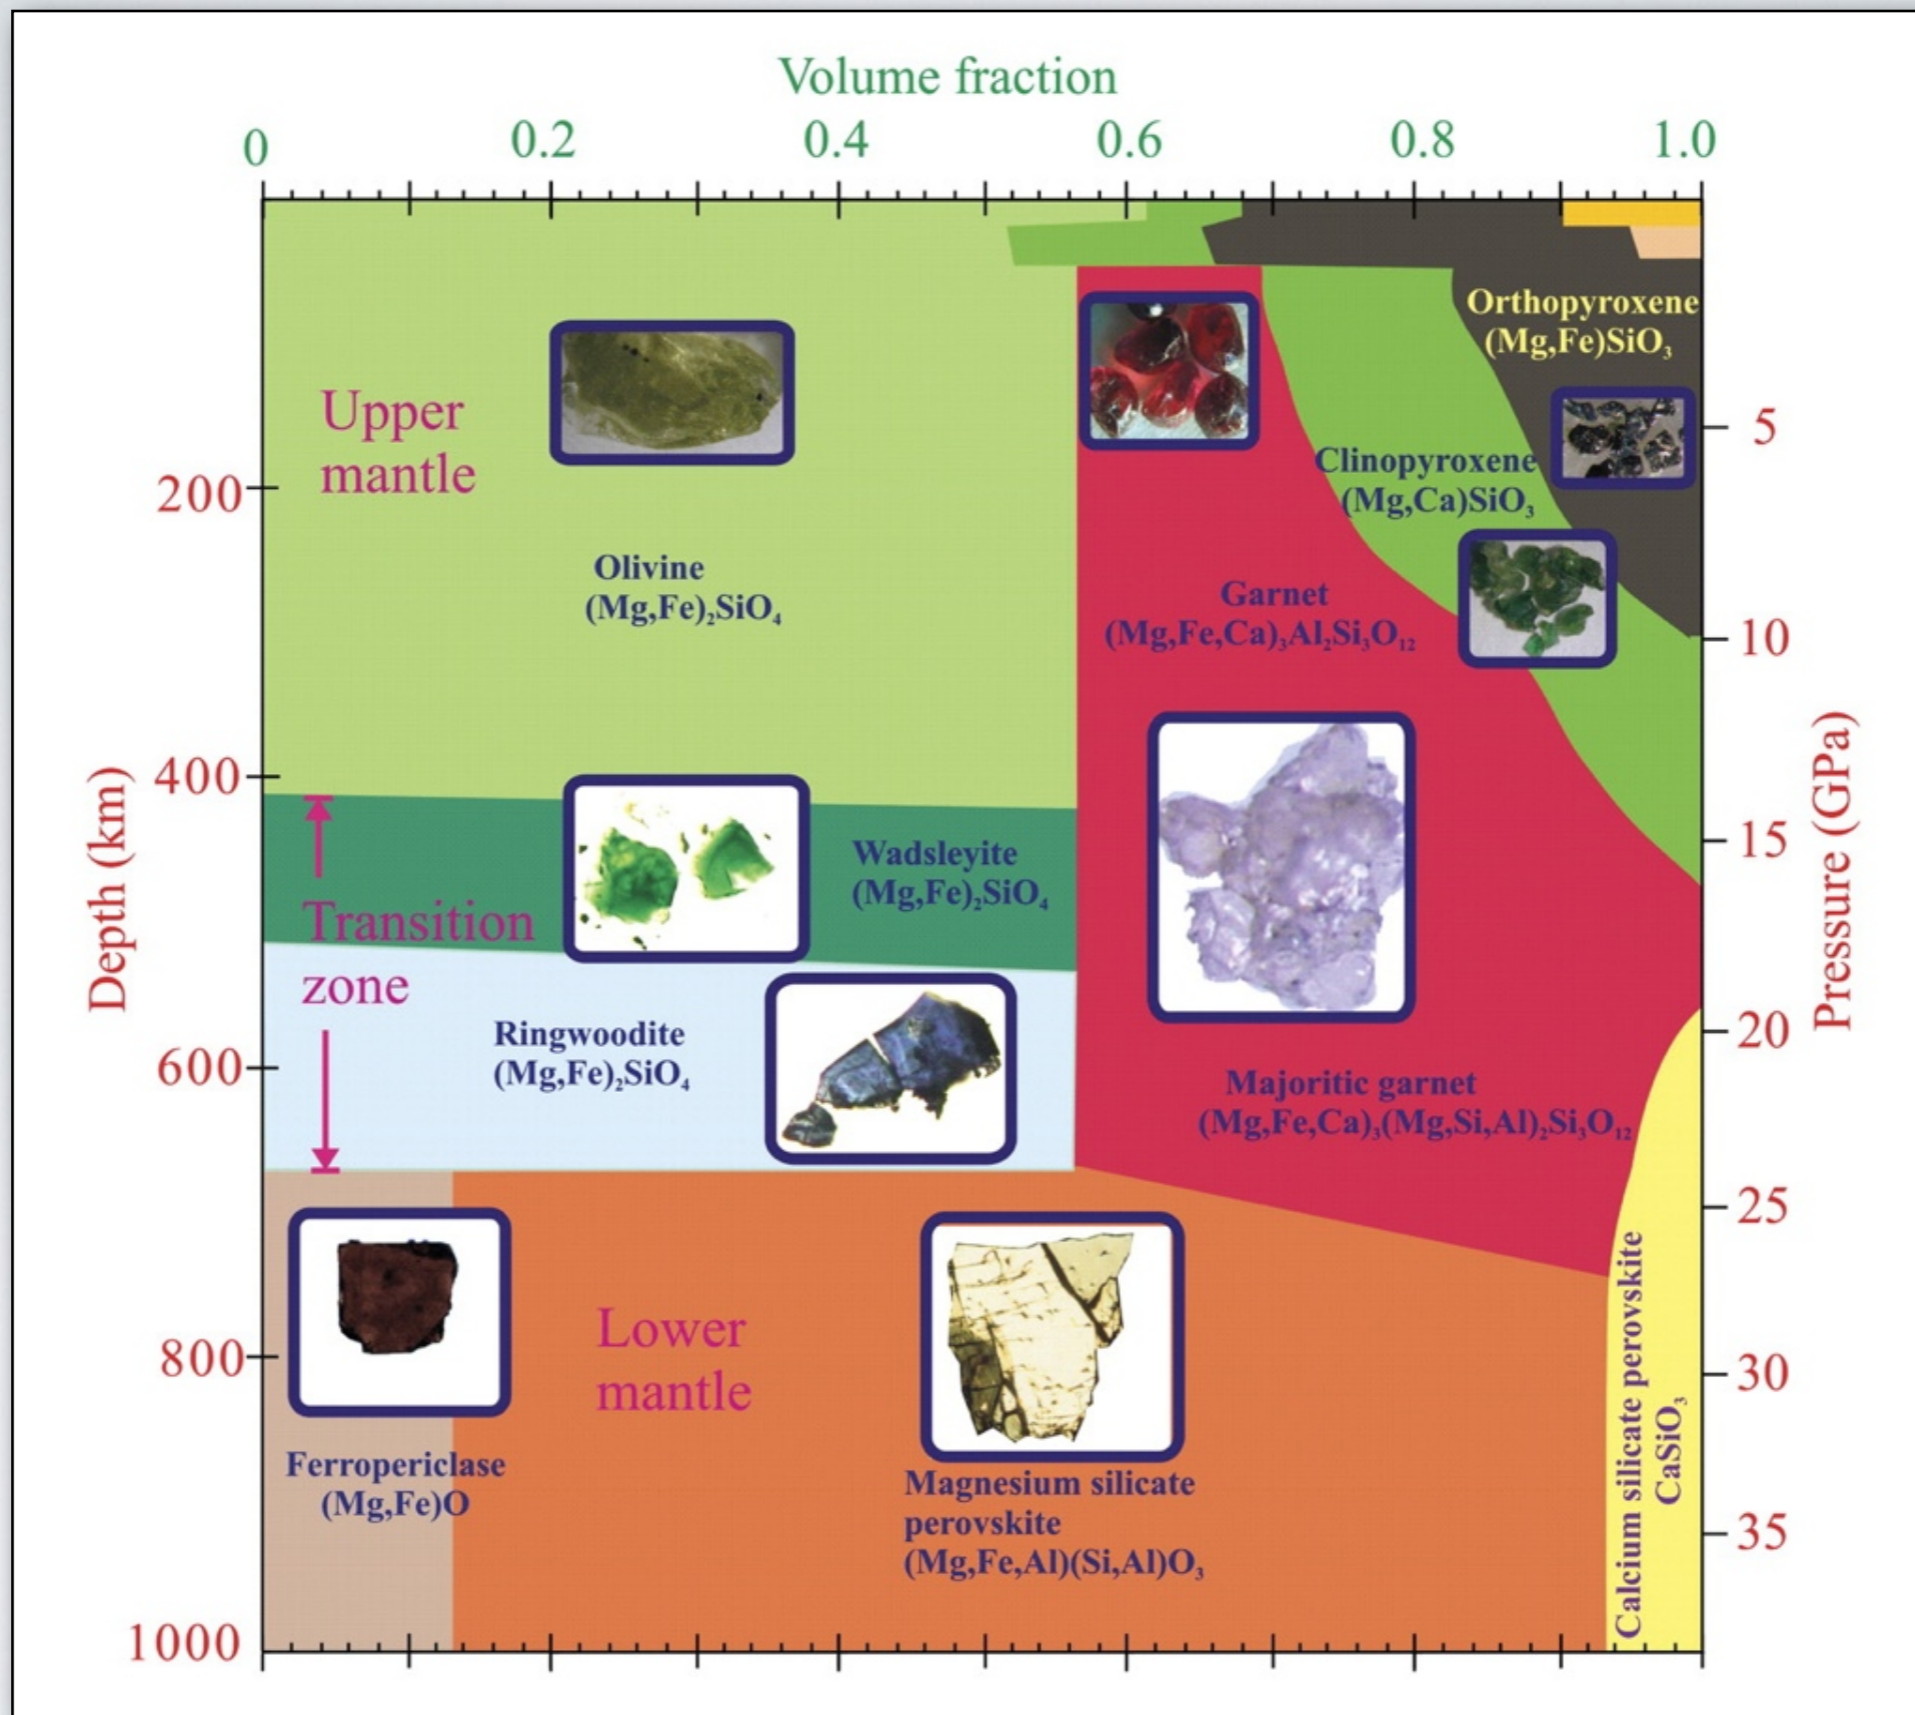 Volume fraction
0 0.2 0.4 0.6 0.8 1.0
Orthopyroxene
(Mg,Fe)SiO₃
Upper
mantle
5
Clinopyroxene
(Mg,Ca)SiO₃
200
Olivine
(Mg,Fe)₂SiO₄
Garnet
(Mg,Fe,Ca)₃Al₂Si₃O₁₂
10
400
Depth (km)
Pressure (GPa)
Wadsleyite
(Mg,Fe)₂SiO₄
15
Transition
zone
Ringwoodite
(Mg,Fe)₂SiO₄
20
600
Majoritic garnet
(Mg,Fe,Ca)₃(Mg,Si,Al)₂Si₃O₁₂
25
Lower
mantle
800
30
Calcium silicate perovskite
CaSiO₃
Ferropericlase
(Mg,Fe)O
Magnesium silicate
perovskite
(Mg,Fe,Al)(Si,Al)O₃
35
1000